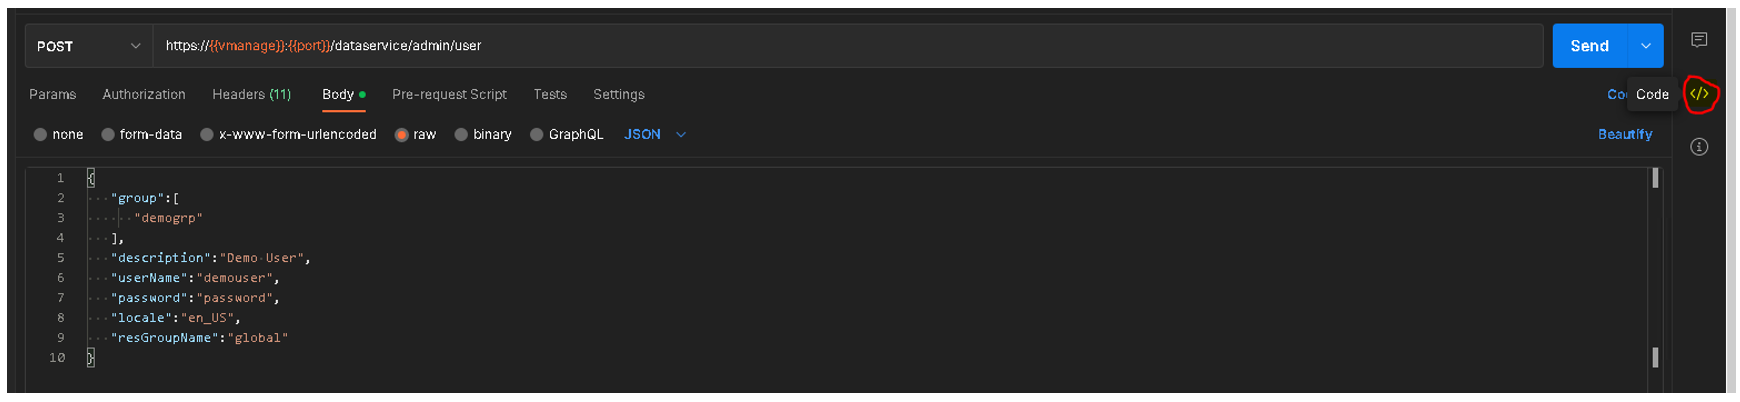 POST https://{{vmanage}}:{{port}}/dataservice/admin/user Send
Params Authorization Headers (11) Body Pre-request Script Tests Settings Code
none form-data x-www-form-urlencoded raw binary GraphQL JSON Beautify
1 {
2 "group":[
3 "demogrp"
4 ],
5 "description":"Demo User",
6 "userName":"demouser",
7 "password":"password",
8 "locale":"en_US",
9 "resGroupName":"global"
10 }